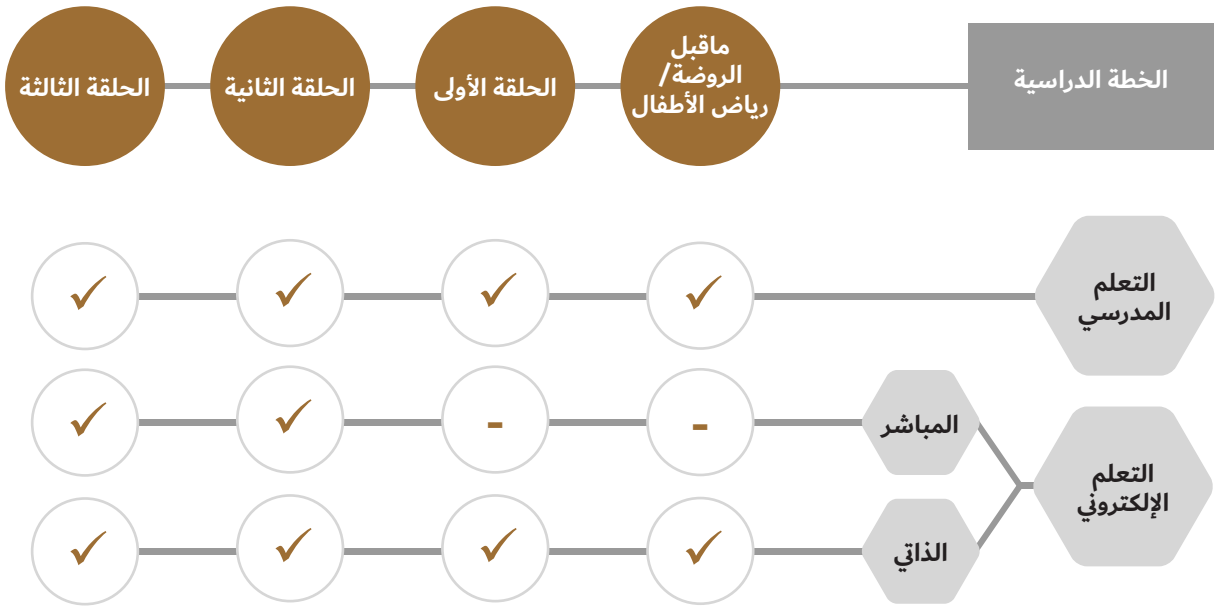 الخطة الدراسية
ماقبل
الروضة/
رياض الأطفال
الحلقة الأولى
الحلقة الثانية
الحلقة الثالثة
التعلم
المدرسي
✓
✓
✓
✓
التعلم
الإلكتروني
المباشر
-
-
✓
✓
الذاتي
✓
✓
✓
✓